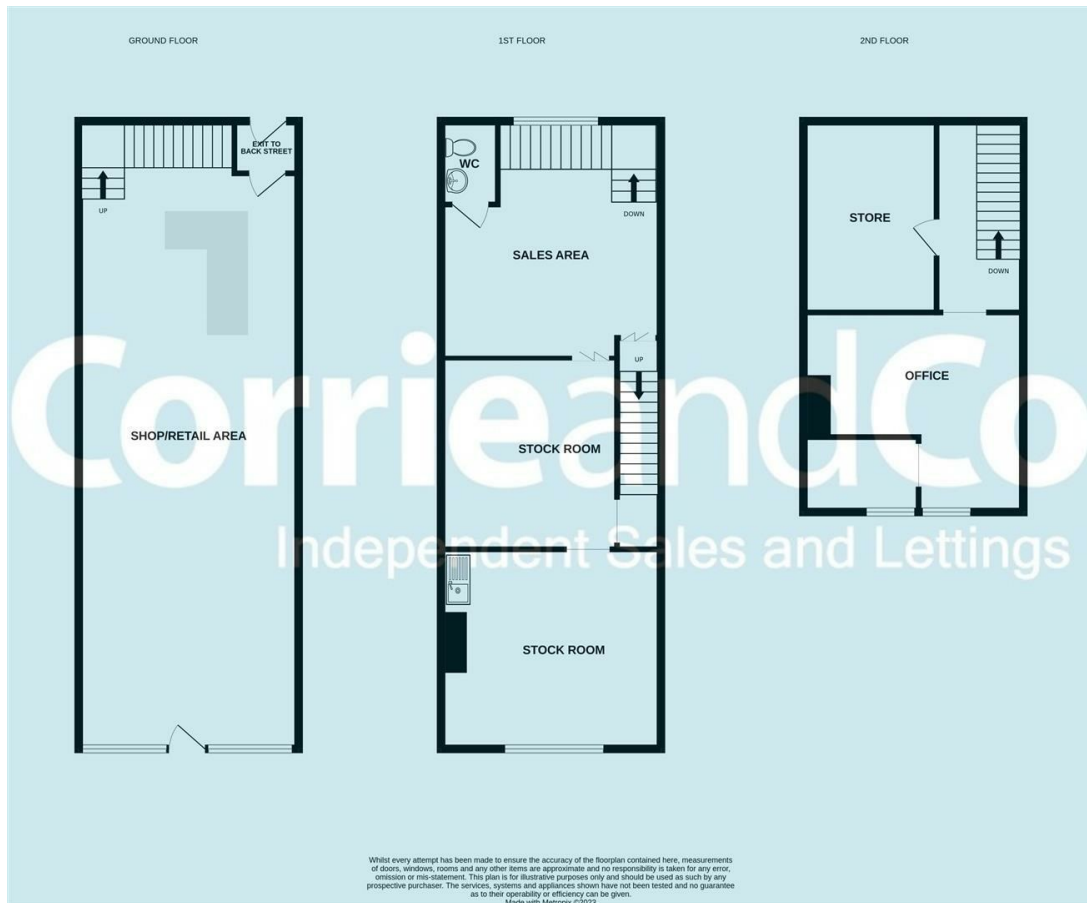 GROUND FLOOR
1ST FLOOR
2ND FLOOR
EXIT TO
BACK STREET
UP
SHOP/RETAIL AREA
WC
DOWN
SALES AREA
UP
STOCK ROOM
STOCK ROOM
STORE
DOWN
OFFICE
CorrieandCo
Independent Sales and Lettings
Whilst every attempt has been made to ensure the accuracy of the floorplan contained here, measurements
of doors, windows, rooms and any other items are approximate and no responsibility is taken for any error,
omission or mis-statement. This plan is for illustrative purposes only and should be used as such by any
prospective purchaser. The services, systems and appliances shown have not been tested and no guarantee
as to their operability or efficiency can be given.
Made with Metropix ©2023